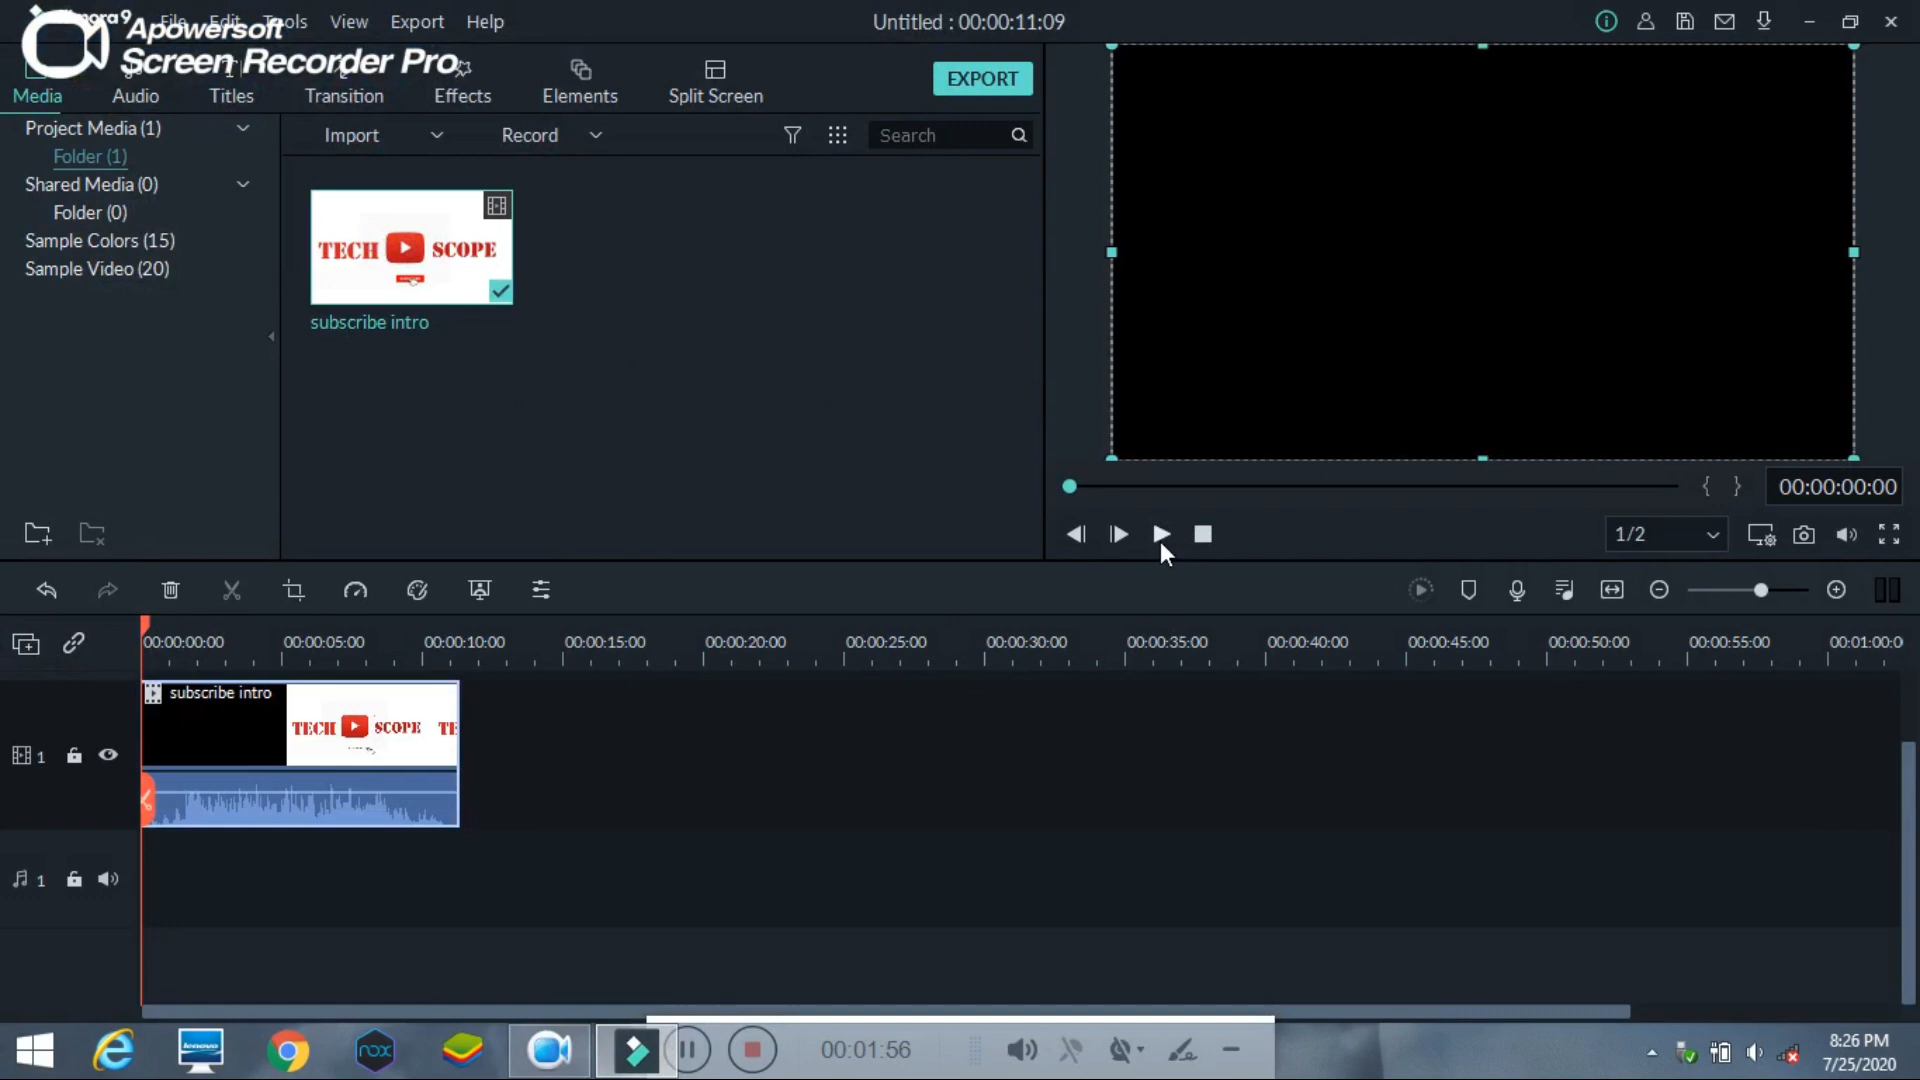 File Edit Tools View Export Help
Untitled : 00:00:11:09
Apowersoft
Screen Recorder Pro
Media Audio Titles Transition Effects Elements Split Screen
EXPORT
Project Media (1)
Folder (1)
Shared Media (0)
Folder (0)
Sample Colors (15)
Sample Video (20)
Import Record Search
TECH SCOPE
subscribe intro
00:00:00:00
1/2
00:00:00:00 00:00:05:00 00:00:10:00 00:00:15:00 00:00:20:00 00:00:25:00 00:00:30:00 00:00:35:00 00:00:40:00 00:00:45:00 00:00:50:00 00:00:55:00 00:01:00:0
subscribe intro
TECH SCOPE TE
1
1
lenovo
nox
00:01:56
8:26 PM
7/25/2020